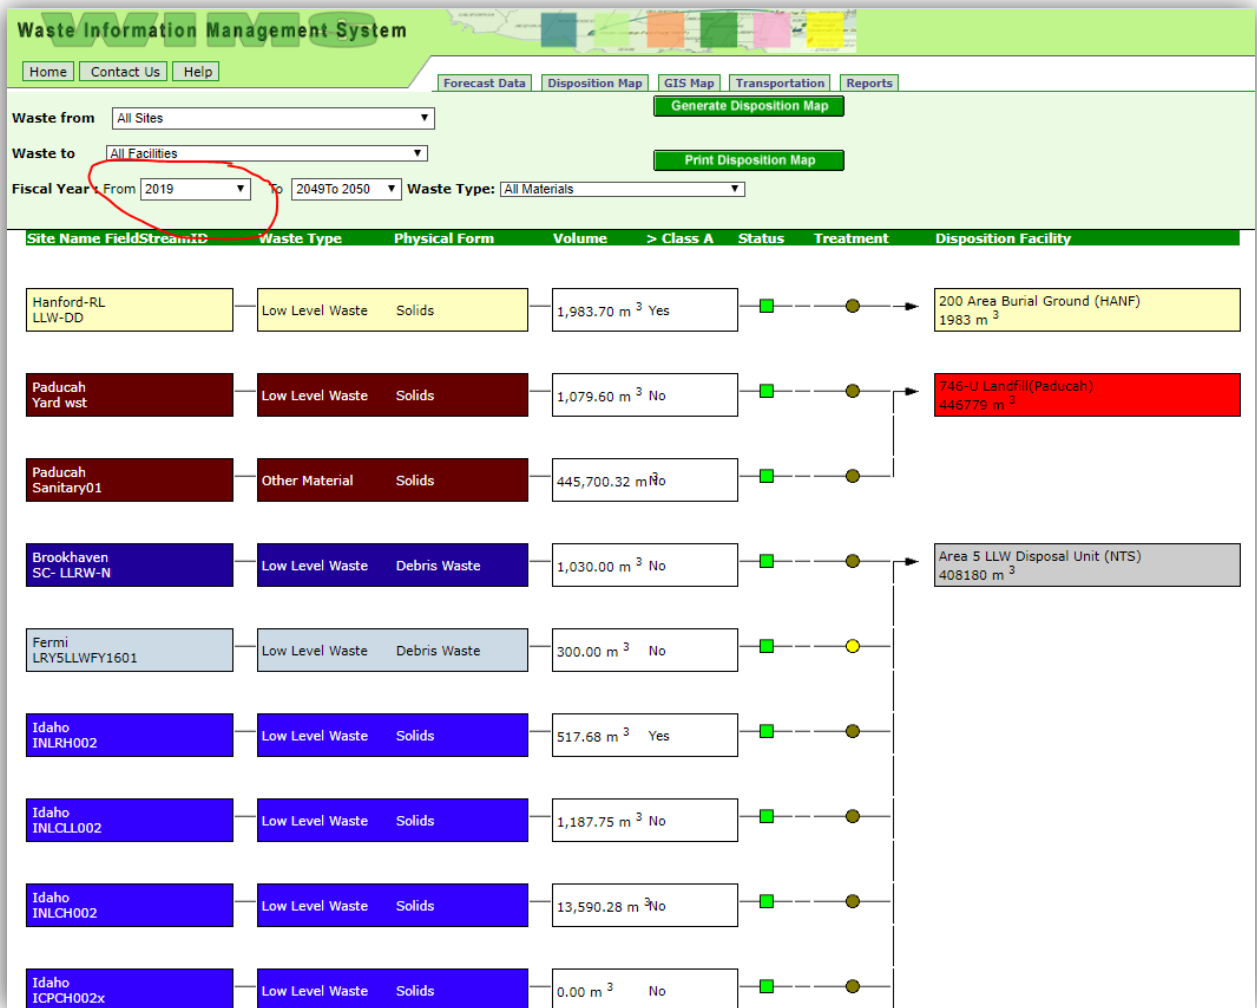 Waste Information Management System
Home Contact Us Help
Forecast Data Disposition Map GIS Map Transportation Reports
Generate Disposition Map
Waste from All Sites
Waste to All Facilities
Print Disposition Map
Fiscal Year : From 2019 To 2049To 2050 Waste Type: All Materials
Site Name FieldStreamID Waste Type Physical Form Volume > Class A Status Treatment Disposition Facility
Hanford-RL
LLW-DD
Low Level Waste Solids 1,983.70 m 3 Yes
200 Area Burial Ground (HANF)
1983 m 3
Paducah
Yard wst
Low Level Waste Solids 1,079.60 m 3 No
746-U Landfill(Paducah)
446779 m 3
Paducah
Sanitary01
Other Material Solids 445,700.32 m 3 No
Brookhaven
SC- LLRW-N
Low Level Waste Debris Waste 1,030.00 m 3 No
Area 5 LLW Disposal Unit (NTS)
408180 m 3
Fermi
LRY5LLWFY1601
Low Level Waste Debris Waste 300.00 m 3 No
Idaho
INLRH002
Low Level Waste Solids 517.68 m 3 Yes
Idaho
INLCLL002
Low Level Waste Solids 1,187.75 m 3 No
Idaho
INLCH002
Low Level Waste Solids 13,590.28 m 3 No
Idaho
ICPCH002x
Low Level Waste Solids 0.00 m 3 No